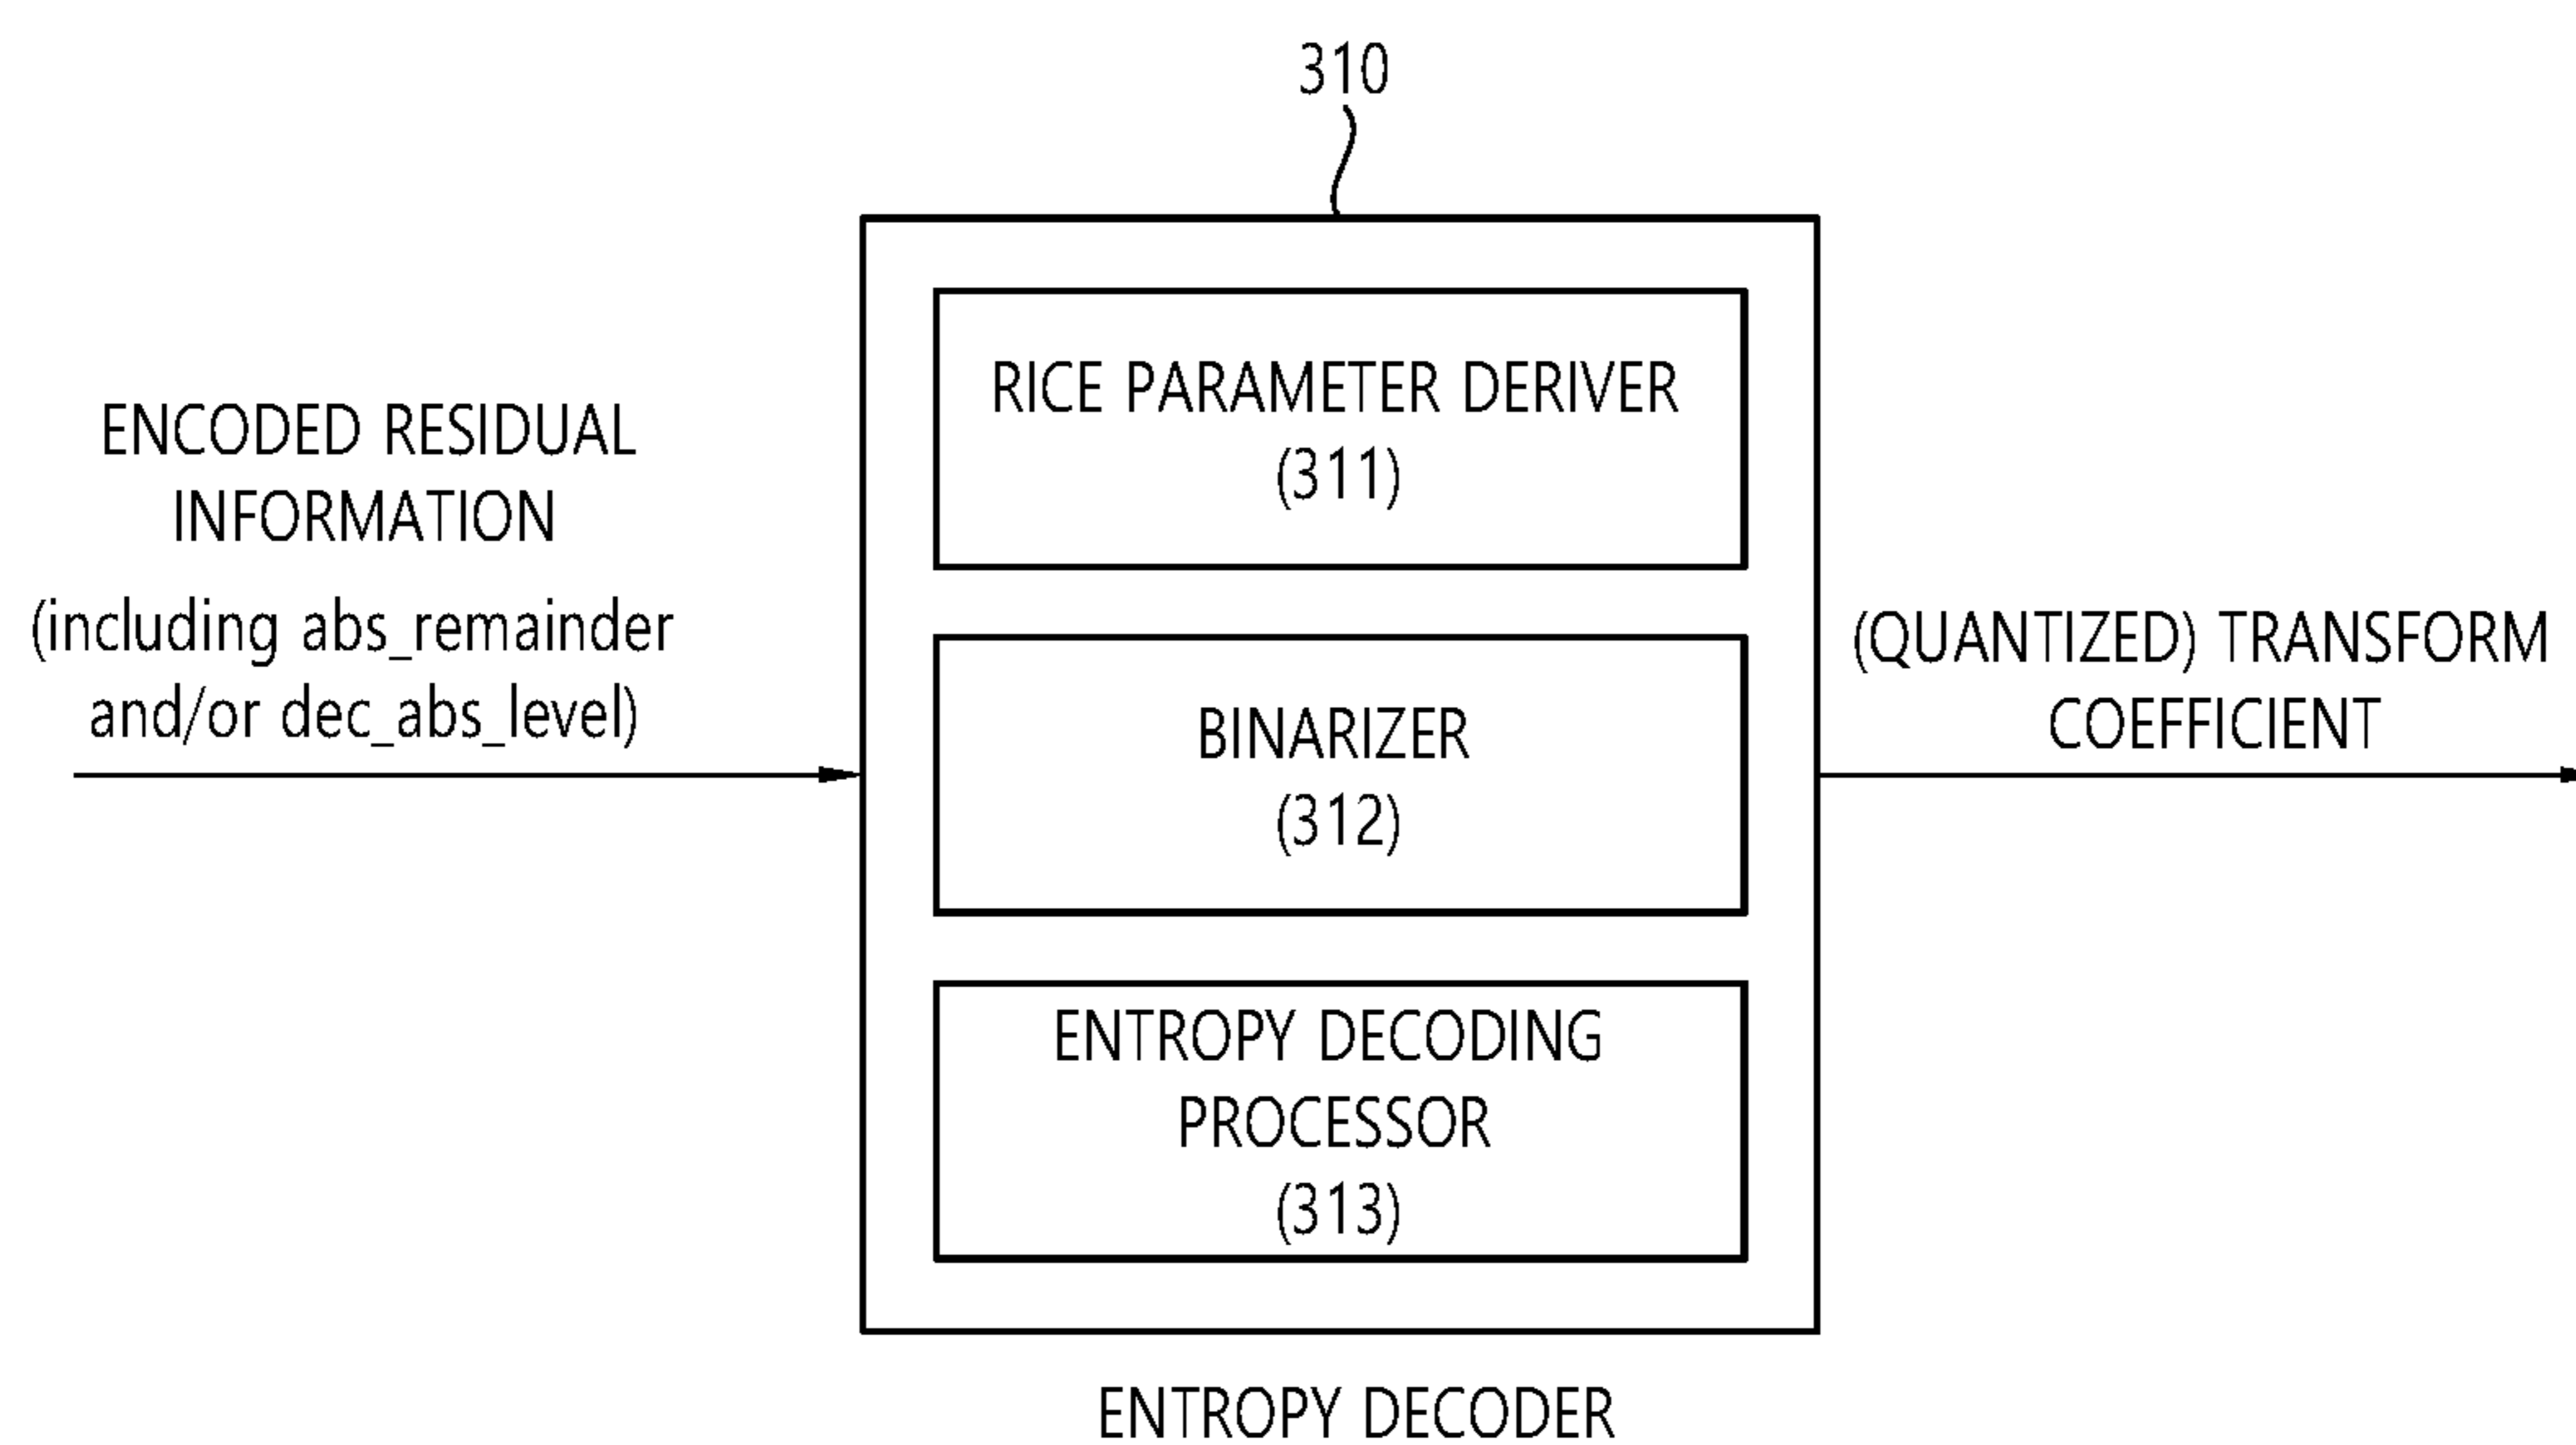 310
ENCODED RESIDUAL
INFORMATION
(including abs_remainder
and/or dec_abs_level)
RICE PARAMETER DERIVER
(311)
BINARIZER
(312)
ENTROPY DECODING
PROCESSOR
(313)
(QUANTIZED) TRANSFORM
COEFFICIENT
ENTROPY DECODER